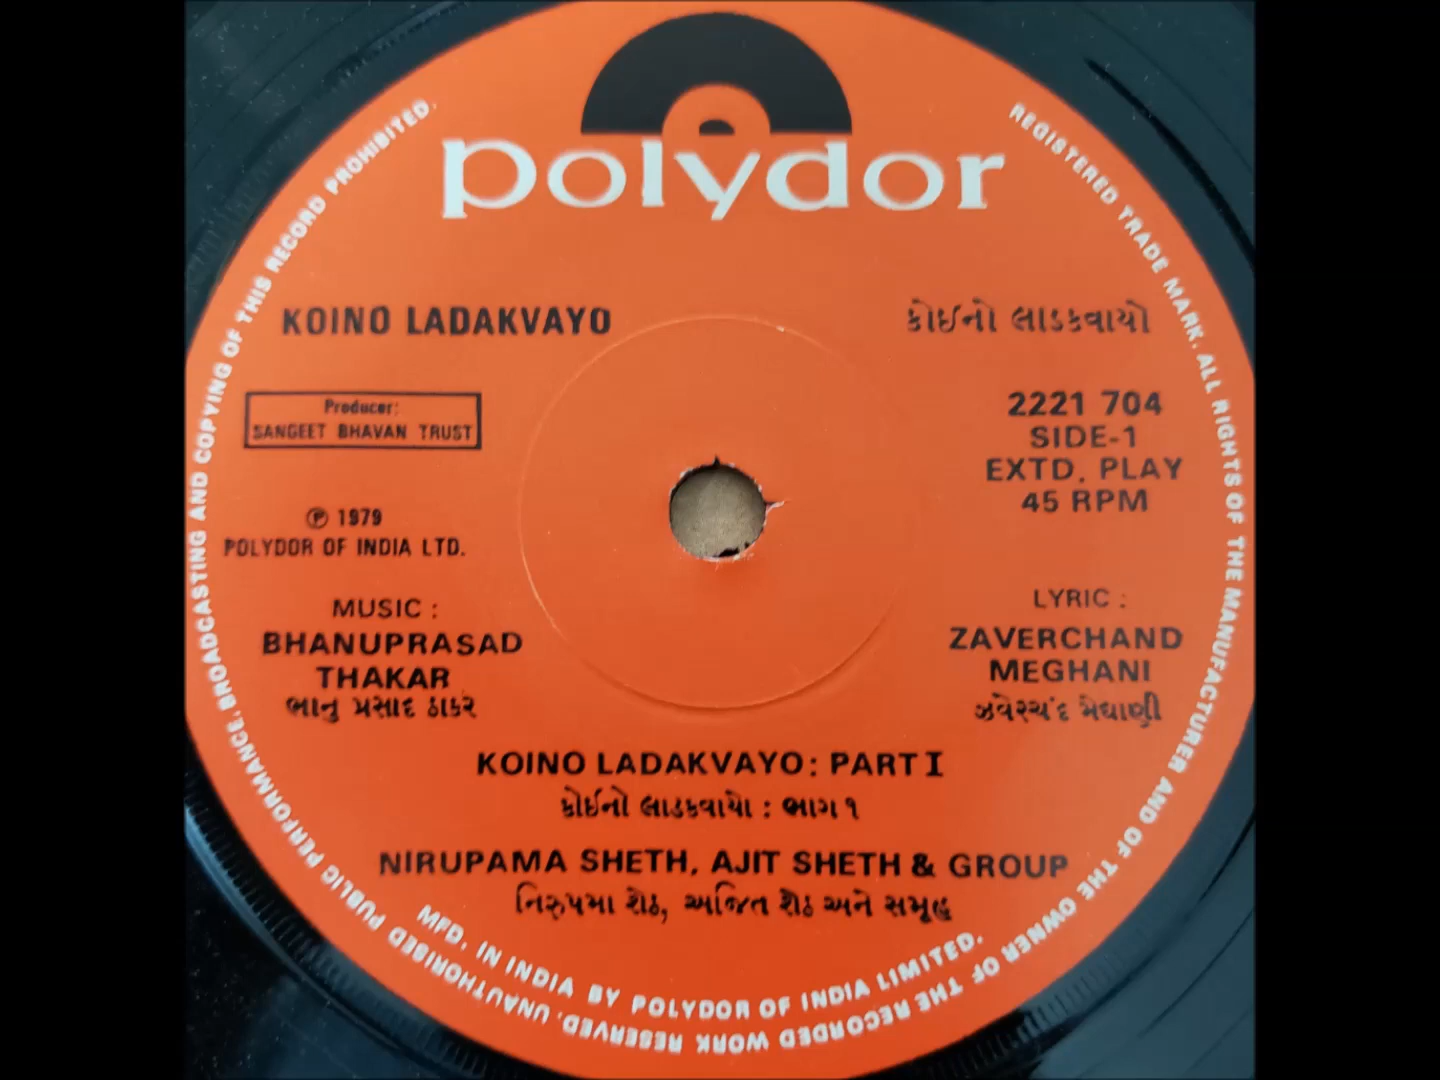 polydor
KOINO LADAKVAYO
કોઈનો લાડકવાયો
Producer:
SANGEET BHAVAN TRUST
2221 704
SIDE-1
EXTD. PLAY
45 RPM
℗ 1979
POLYDOR OF INDIA LTD.
MUSIC :
BHANUPRASAD
THAKAR
ભાનુ પ્રસાદ ઠાકર
LYRIC :
ZAVERCHAND
MEGHANI
ઝવેરચંદ મેઘાણી
KOINO LADAKVAYO: PART I
કોઈનો લાડકવાયો : ભાગ ૧
NIRUPAMA SHETH, AJIT SHETH & GROUP
નિરુપમા શેઠ, અજિત શેઠ અને સમૂહ
MFD. IN INDIA BY POLYDOR OF INDIA LIMITED.
REGISTERED TRADE MARK. ALL RIGHTS OF THE MANUFACTURER AND OF THE OWNER OF THE RECORDED WORK RESERVED. UNAUTHORISED PUBLIC PERFORMANCE, BROADCASTING AND COPYING OF THIS RECORD PROHIBITED.